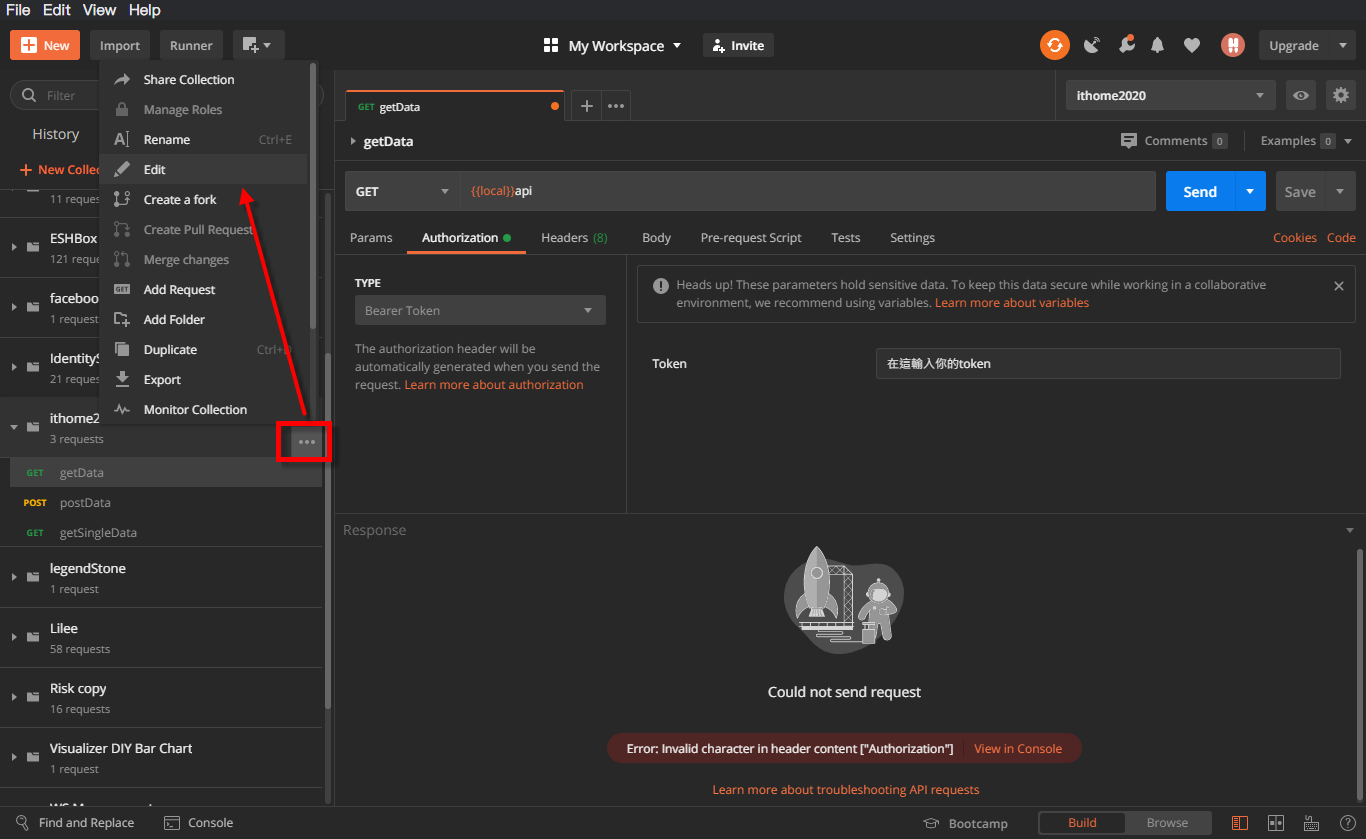 File Edit View Help
New Import Runner My Workspace Invite Upgrade
Filter
History
New Collec
11 reques
ESHBox
121 reque
faceboo
1 request
IdentityS
21 reques
ithome2
3 requests
GET getData
POST postData
GET getSingleData
legendStone
1 request
Lilee
58 requests
Risk copy
16 requests
Visualizer DIY Bar Chart
1 request
Share Collection
Manage Roles
Rename Ctrl+E
Edit
Create a fork
Create Pull Request
Merge changes
GET Add Request
Add Folder
Duplicate
Export
Monitor Collection
GET getData
ithome2020
getData
Comments 0 Examples 0
GET {{local}}api Send Save
Params Authorization Headers (8) Body Pre-request Script Tests Settings Cookies Code
TYPE
Bearer Token
The authorization header will be
automatically generated when you send the
request. Learn more about authorization
Heads up! These parameters hold sensitive data. To keep this data secure while working in a collaborative
environment, we recommend using variables. Learn more about variables
Token 在這輸入你的token
Response
Could not send request
Error: Invalid character in header content ["Authorization"] View in Console
Learn more about troubleshooting API requests
Find and Replace Console Bootcamp Build Browse